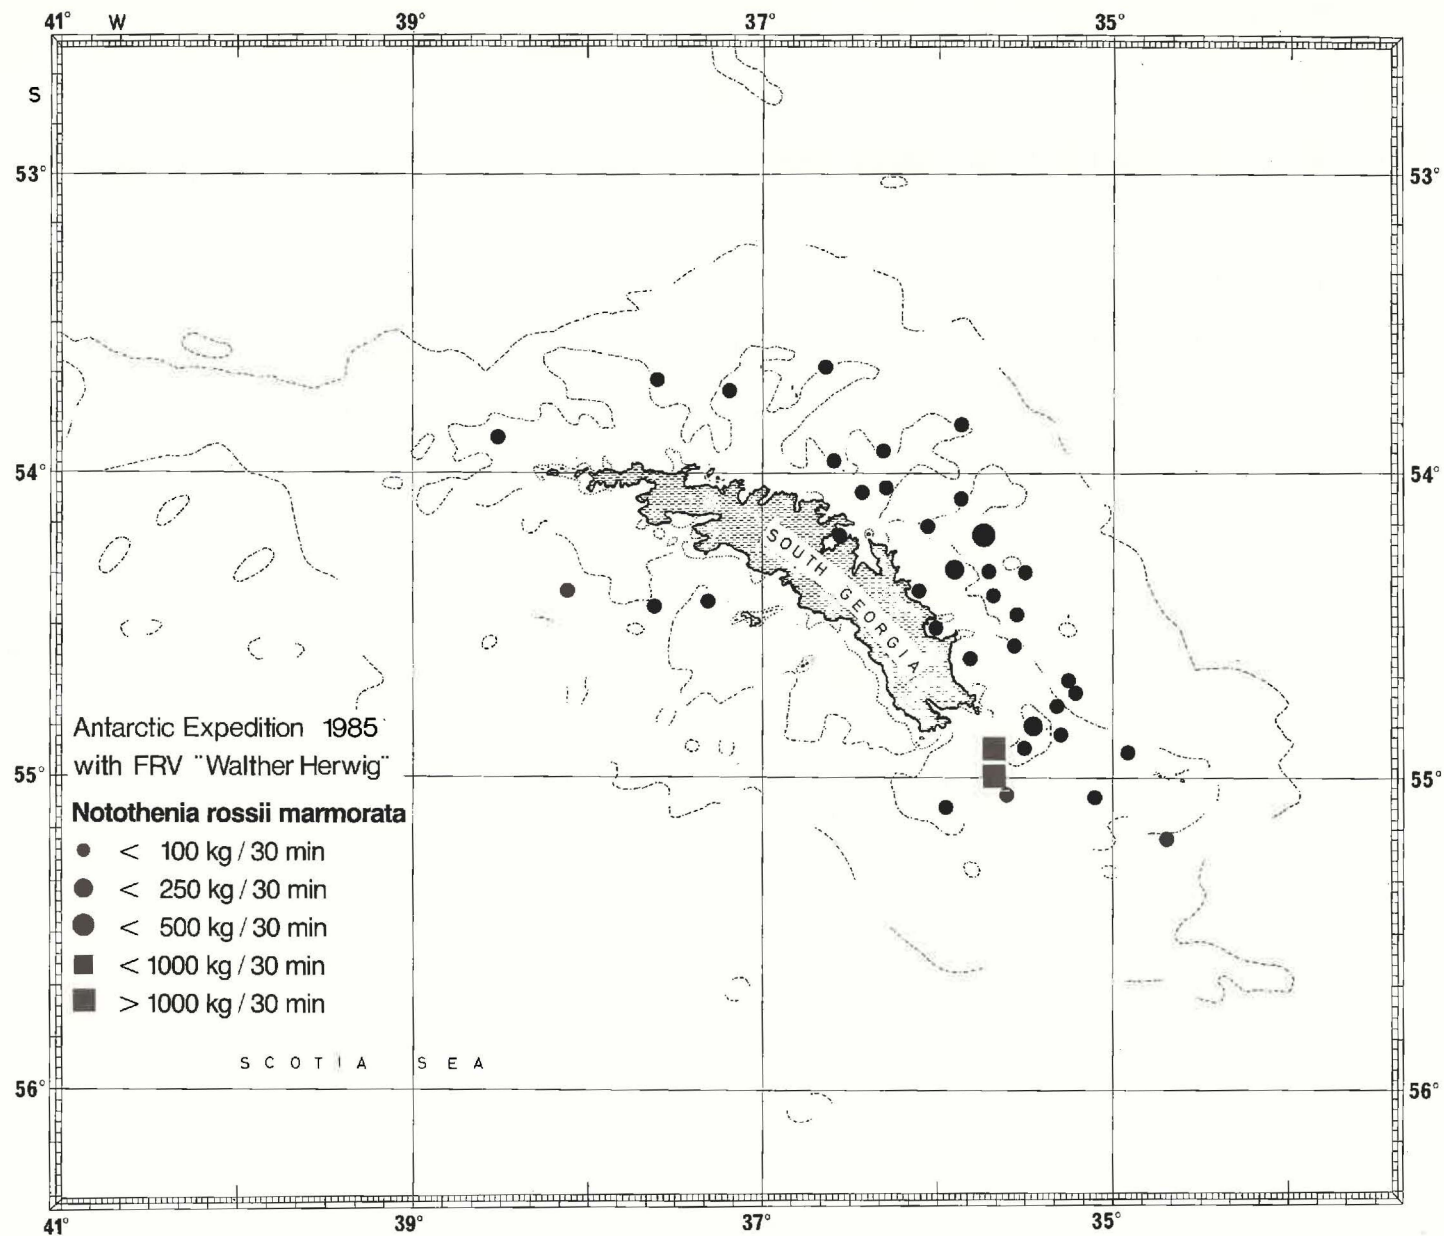 41° W 39° 37° 35°
S
53° 53°
54° 54°
SOUTH GEORGIA
Antarctic Expedition 1985
with FRV "Walther Herwig"
55° 55°
Notothenia rossii marmorata
< 100 kg / 30 min
< 250 kg / 30 min
< 500 kg / 30 min
< 1000 kg / 30 min
> 1000 kg / 30 min
SCOTIA SEA
56° 56°
41° 39° 37° 35°